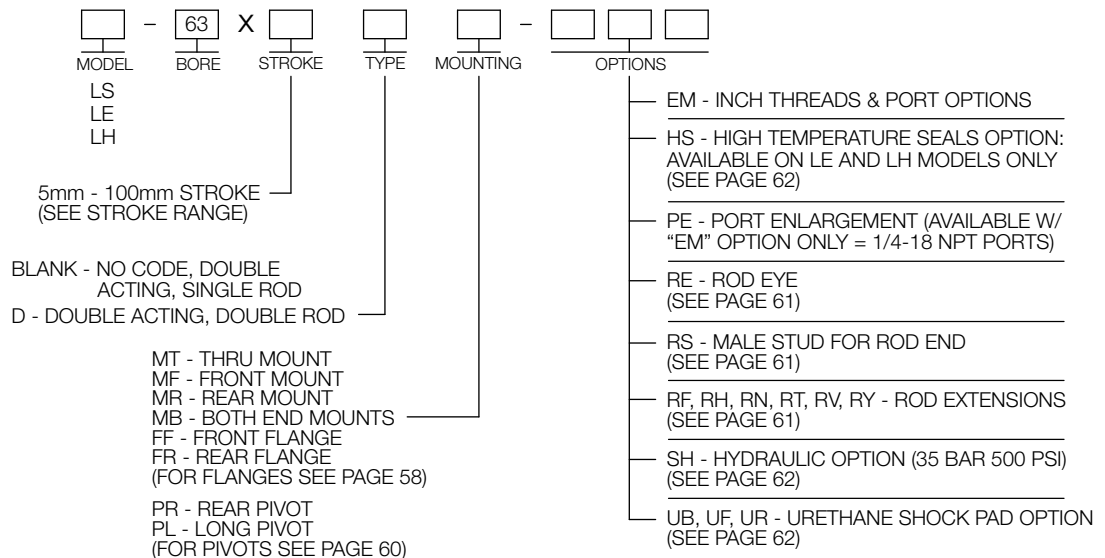 – 63 X –
MODEL BORE STROKE TYPE MOUNTING OPTIONS
LS
LE
LH
5mm - 100mm STROKE
(SEE STROKE RANGE)
BLANK - NO CODE, DOUBLE
ACTING, SINGLE ROD
D - DOUBLE ACTING, DOUBLE ROD
MT - THRU MOUNT
MF - FRONT MOUNT
MR - REAR MOUNT
MB - BOTH END MOUNTS
FF - FRONT FLANGE
FR - REAR FLANGE
(FOR FLANGES SEE PAGE 58)
PR - REAR PIVOT
PL - LONG PIVOT
(FOR PIVOTS SEE PAGE 60)
EM - INCH THREADS & PORT OPTIONS
HS - HIGH TEMPERATURE SEALS OPTION:
AVAILABLE ON LE AND LH MODELS ONLY
(SEE PAGE 62)
PE - PORT ENLARGEMENT (AVAILABLE W/
“EM” OPTION ONLY = 1/4-18 NPT PORTS)
RE - ROD EYE
(SEE PAGE 61)
RS - MALE STUD FOR ROD END
(SEE PAGE 61)
RF, RH, RN, RT, RV, RY - ROD EXTENSIONS
(SEE PAGE 61)
SH - HYDRAULIC OPTION (35 BAR 500 PSI)
(SEE PAGE 62)
UB, UF, UR - URETHANE SHOCK PAD OPTION
(SEE PAGE 62)